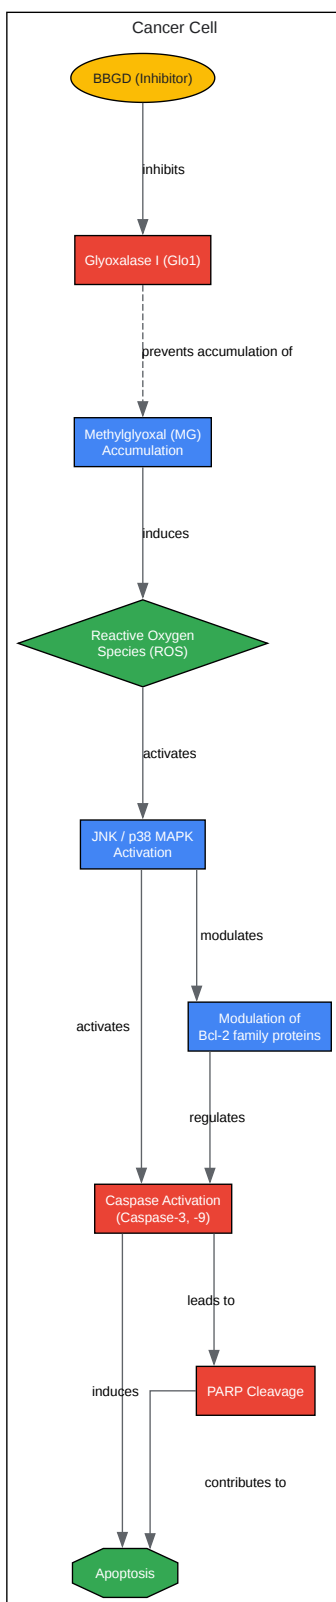 Cancer Cell
BBGD (Inhibitor)
inhibits
Glyoxalase I (Glo1)
prevents accumulation of
Methylglyoxal (MG)
Accumulation
induces
Reactive Oxygen
Species (ROS)
activates
JNK / p38 MAPK
Activation
modulates
Modulation of
Bcl-2 family proteins
activates
regulates
Caspase Activation
(Caspase-3, -9)
leads to
PARP Cleavage
induces
contributes to
Apoptosis